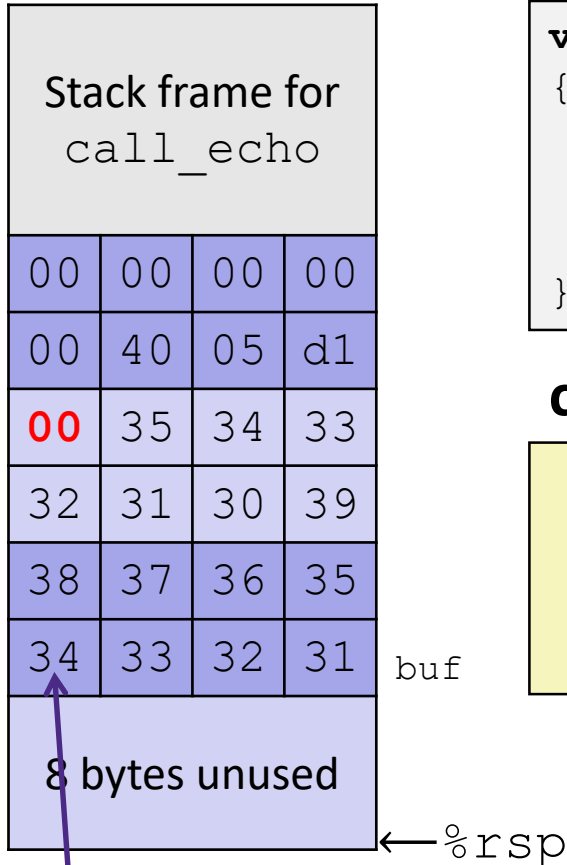 Stack frame for
call_echo
00 00 00 00
00 40 05 d1
00 35 34 33
32 31 30 39
38 37 36 35
34 33 32 31 buf
8 bytes unused
←%rsp
v
{
}